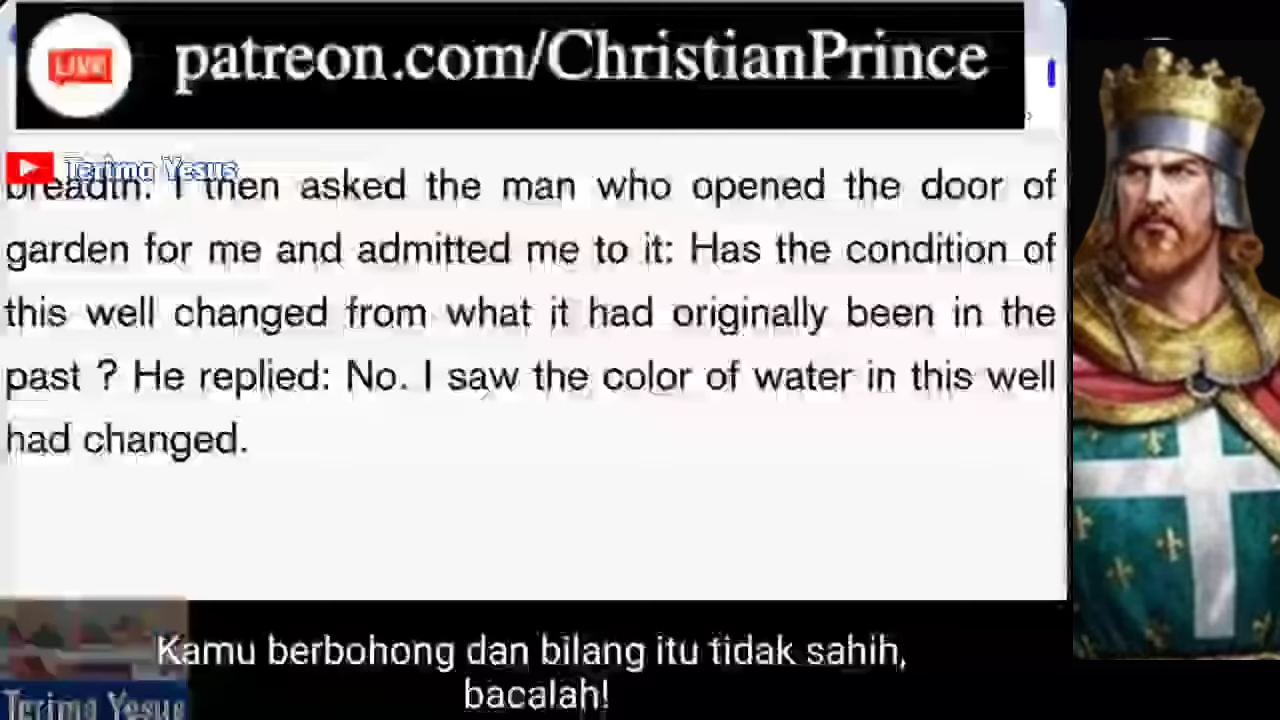 LIVE
patreon.com/ChristianPrince
Terima Yesus
breadth. I then asked the man who opened the door of
garden for me and admitted me to it: Has the condition of
this well changed from what it had originally been in the
past ? He replied: No. I saw the color of water in this well
had changed.
Kamu berbohong dan bilang itu tidak sahih,
bacalah!
Terima Yesus